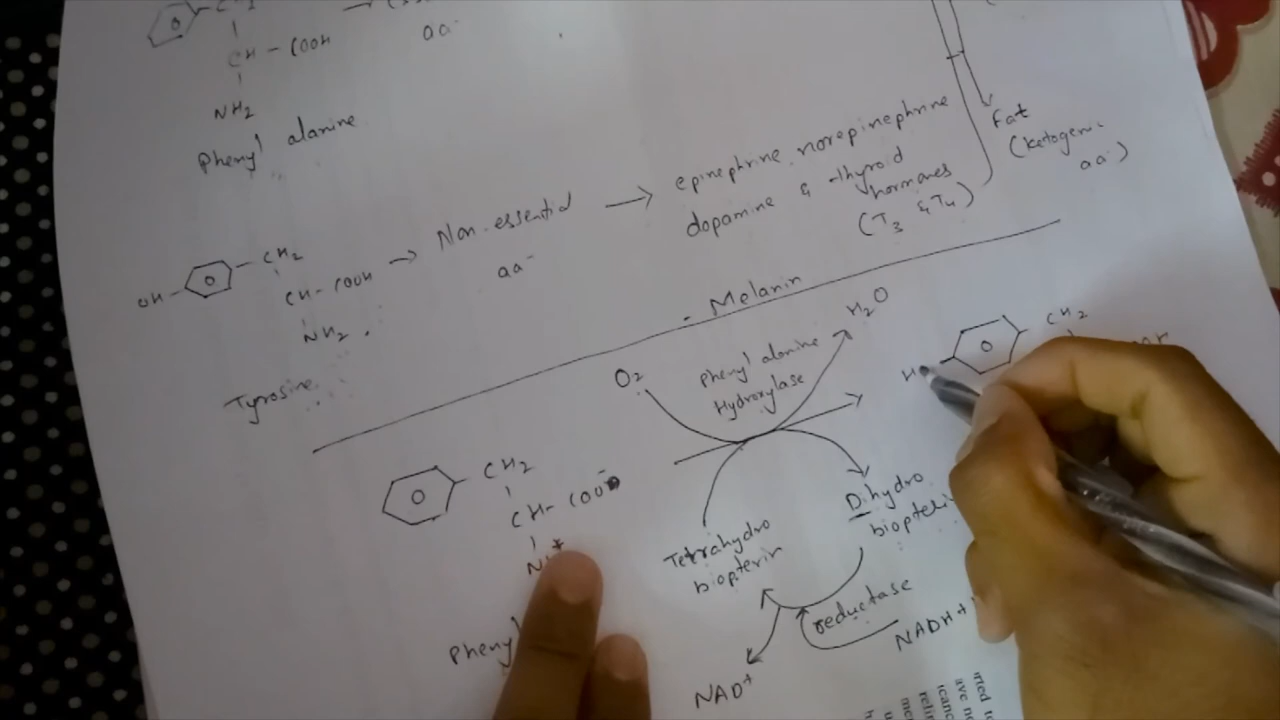 CH - COOH
aa
NH2
Phenyl alanine
Fat
(ketogenic
aa)
OH
CH2
CH - COOH
NH2
Tyrosine
→ Non-essential
aa
→ epinephrine, norepinephrine
dopamine & thyroid
hormones
(T3 & T4)
- Melanin
CH2
CH - COO-
Phenyl
O2
Phenyl alanine
Hydroxylase
H2O
Tetrahydro
biopterin
Dihydro
reductase
NAD+
NADH +
CH2
H